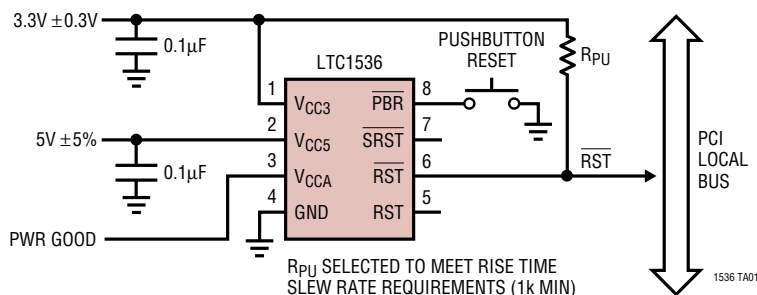 3.3V ±0.3V
0.1µF
LTC1536
PUSHBUTTON
RESET
RPU
1
VCC3
PBR
8
5V ±5%
2
VCC5
SRST
7
0.1µF
3
VCCA
RST
6
RST
4
GND
RST
5
PWR GOOD
PCI
LOCAL
BUS
RPU SELECTED TO MEET RISE TIME
SLEW RATE REQUIREMENTS (1k MIN)
1536 TA01